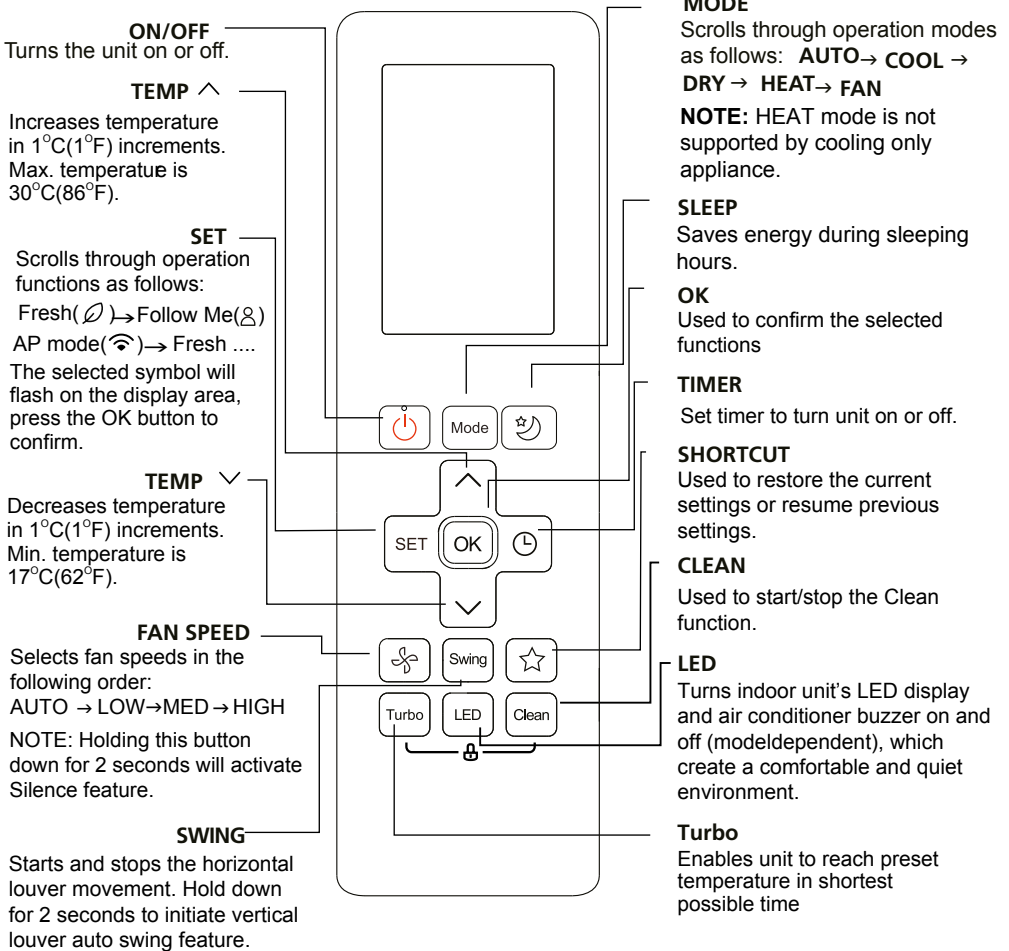 ON/OFF
Turns the unit on or off.
TEMP ^
Increases temperature
in 1°C(1°F) increments.
Max. temperature is
30°C(86°F).
SET
Scrolls through operation
functions as follows:
Fresh( )→Follow Me( )
AP mode( )→ Fresh ....
The selected symbol will
flash on the display area,
press the OK button to
confirm.
TEMP ∨
Decreases temperature
in 1°C(1°F) increments.
Min. temperature is
17°C(62°F).
FAN SPEED
Selects fan speeds in the
following order:
AUTO → LOW→MED→HIGH
NOTE: Holding this button
down for 2 seconds will activate
Silence feature.
SWING
Starts and stops the horizontal
louver movement. Hold down
for 2 seconds to initiate vertical
louver auto swing feature.
Mode
SET
OK
Swing
Turbo
LED
Clean
MODE
Scrolls through operation modes
as follows: AUTO→ COOL →
DRY → HEAT→ FAN
NOTE: HEAT mode is not
supported by cooling only
appliance.
SLEEP
Saves energy during sleeping
hours.
OK
Used to confirm the selected
functions
TIMER
Set timer to turn unit on or off.
SHORTCUT
Used to restore the current
settings or resume previous
settings.
CLEAN
Used to start/stop the Clean
function.
LED
Turns indoor unit's LED display
and air conditioner buzzer on and
off (modeldependent), which
create a comfortable and quiet
environment.
Turbo
Enables unit to reach preset
temperature in shortest
possible time